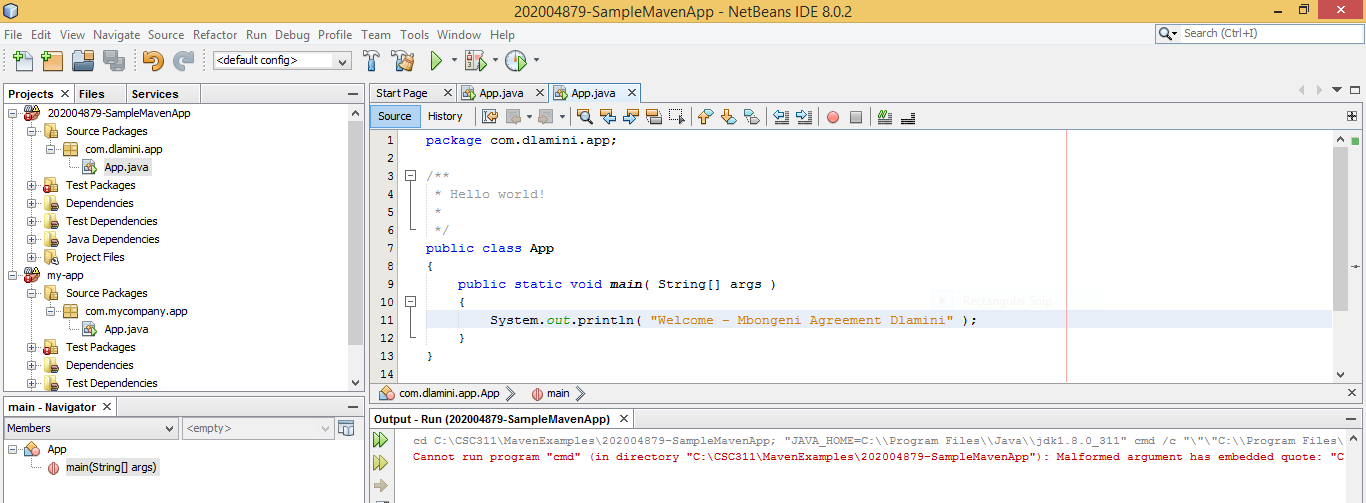 202004879-SampleMavenApp - NetBeans IDE 8.0.2
File Edit View Navigate Source Refactor Run Debug Profile Team Tools Window Help
Search (Ctrl+I)
<default config>
Projects Files Services
202004879-SampleMavenApp
Source Packages
com.dlamini.app
App.java
Test Packages
Dependencies
Test Dependencies
Java Dependencies
Project Files
my-app
Source Packages
com.mycompany.app
App.java
Test Packages
Dependencies
Test Dependencies
main - Navigator
Members <empty>
App
main(String[] args)
Start Page App.java App.java
Source History
1 package com.dlamini.app;
2
3 /**
4 * Hello world!
5 *
6 */
7 public class App
8 {
9 public static void main( String[] args )
10 {
11 System.out.println( "Welcome - Mbongeni Agreement Dlamini" );
12 }
13 }
14
Rectangular Snip
com.dlamini.app.App main
Output - Run (202004879-SampleMavenApp)
cd C:\CSC311\MavenExamples\202004879-SampleMavenApp; "JAVA_HOME=C:\\Program Files\\Java\\jdk1.8.0_311" cmd /c "\"\"C:\\Program Files\
Cannot run program "cmd" (in directory "C:\CSC311\MavenExamples\202004879-SampleMavenApp"): Malformed argument has embedded quote: "C